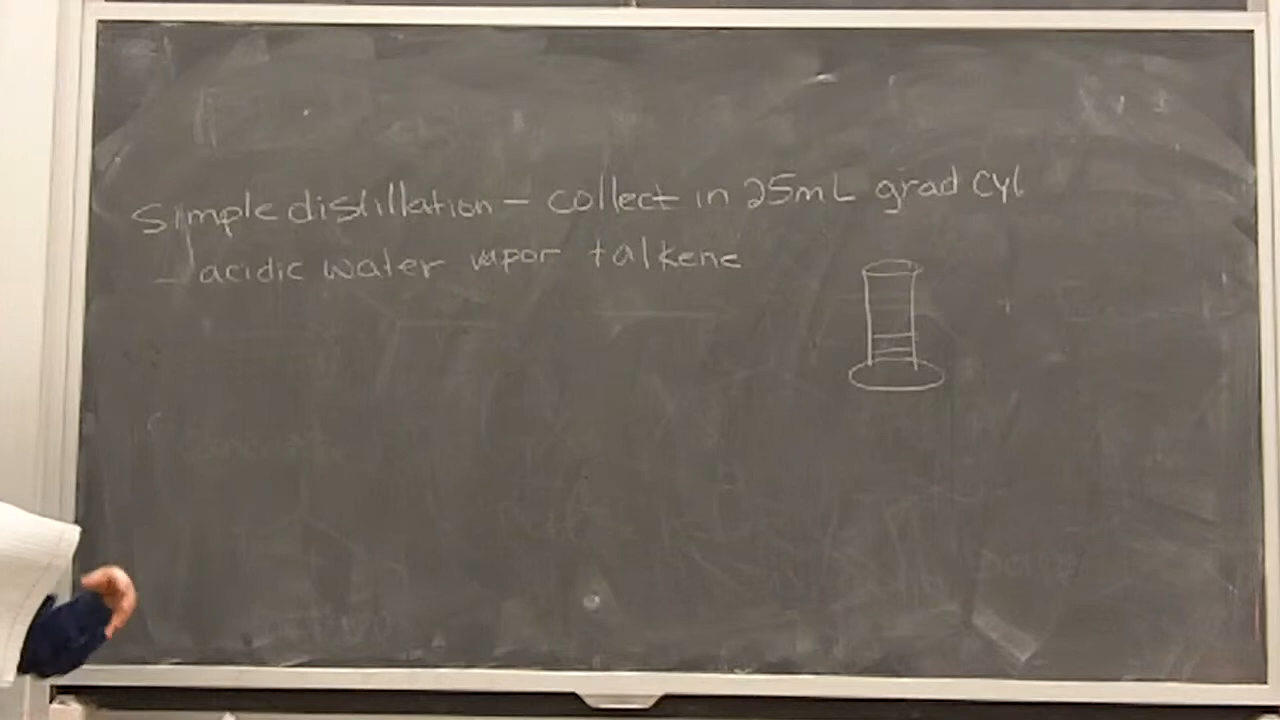 Simple distillation - collect in 25mL grad cyl
- acidic water vapor + alkene